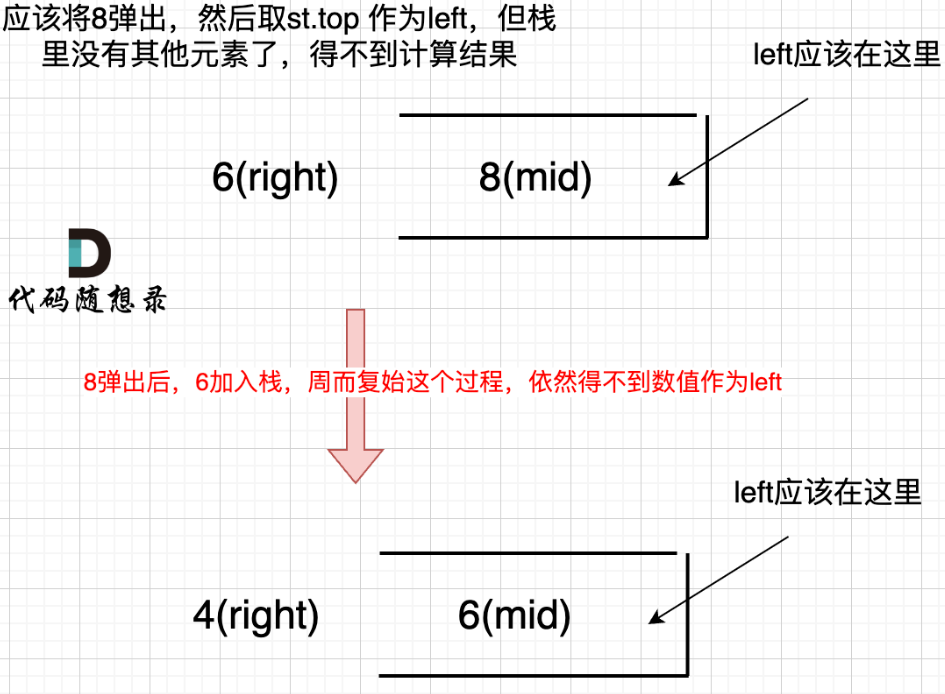 应该将8弹出，然后取st.top 作为left，但栈
里没有其他元素了，得不到计算结果
left应该在这里
6(right)
8(mid)
代码随想录
8弹出后，6加入栈，周而复始这个过程，依然得不到数值作为left
left应该在这里
4(right)
6(mid)